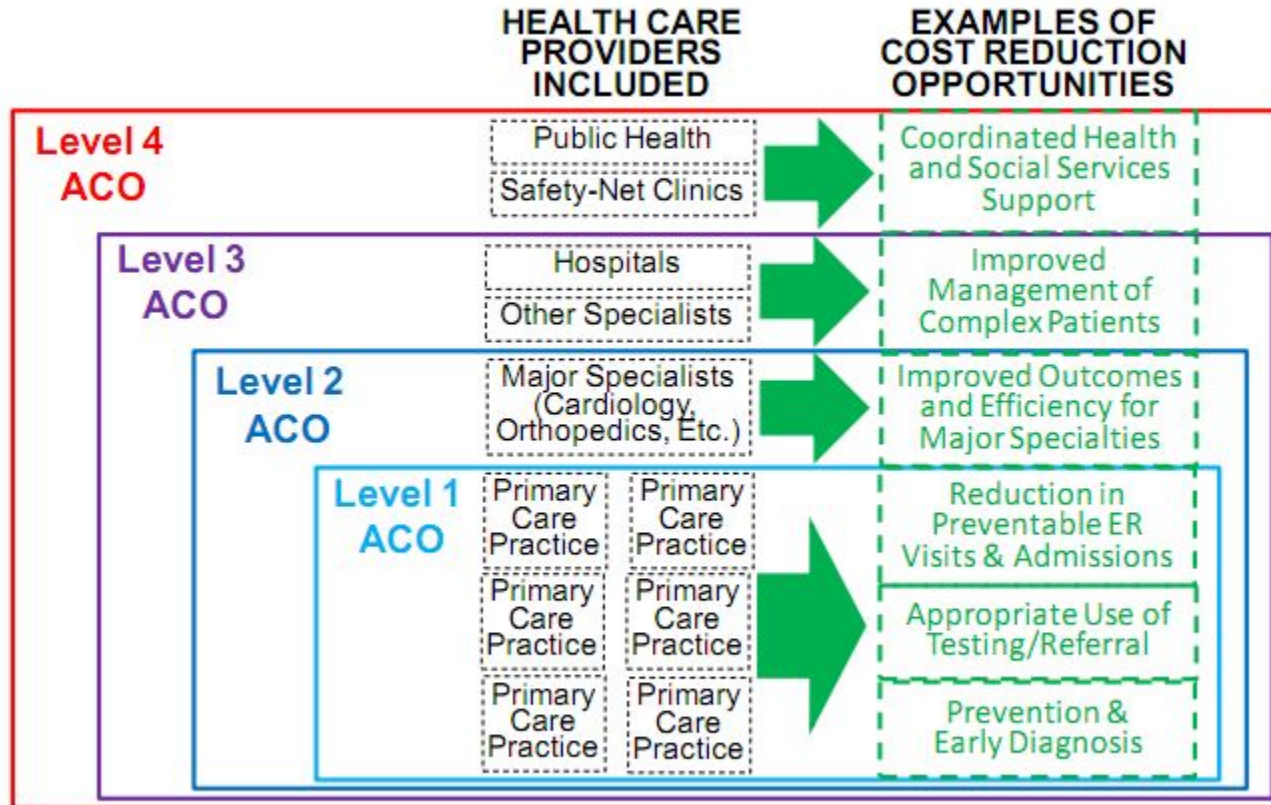 HEALTH CARE
PROVIDERS
INCLUDED
EXAMPLES OF
COST REDUCTION
OPPORTUNITIES
Level 4
ACO
Public Health
Safety-Net Clinics
Coordinated Health
and Social Services
Support
Level 3
ACO
Hospitals
Other Specialists
Improved
Management of
Complex Patients
Level 2
ACO
Major Specialists
(Cardiology,
Orthopedics, Etc.)
Improved Outcomes
and Efficiency for
Major Specialties
Level 1
ACO
Primary
Care
Practice
Primary
Care
Practice
Reduction in
Preventable ER
Visits & Admissions
Primary
Care
Practice
Primary
Care
Practice
Appropriate Use of
Testing/Referral
Primary
Care
Practice
Primary
Care
Practice
Prevention &
Early Diagnosis